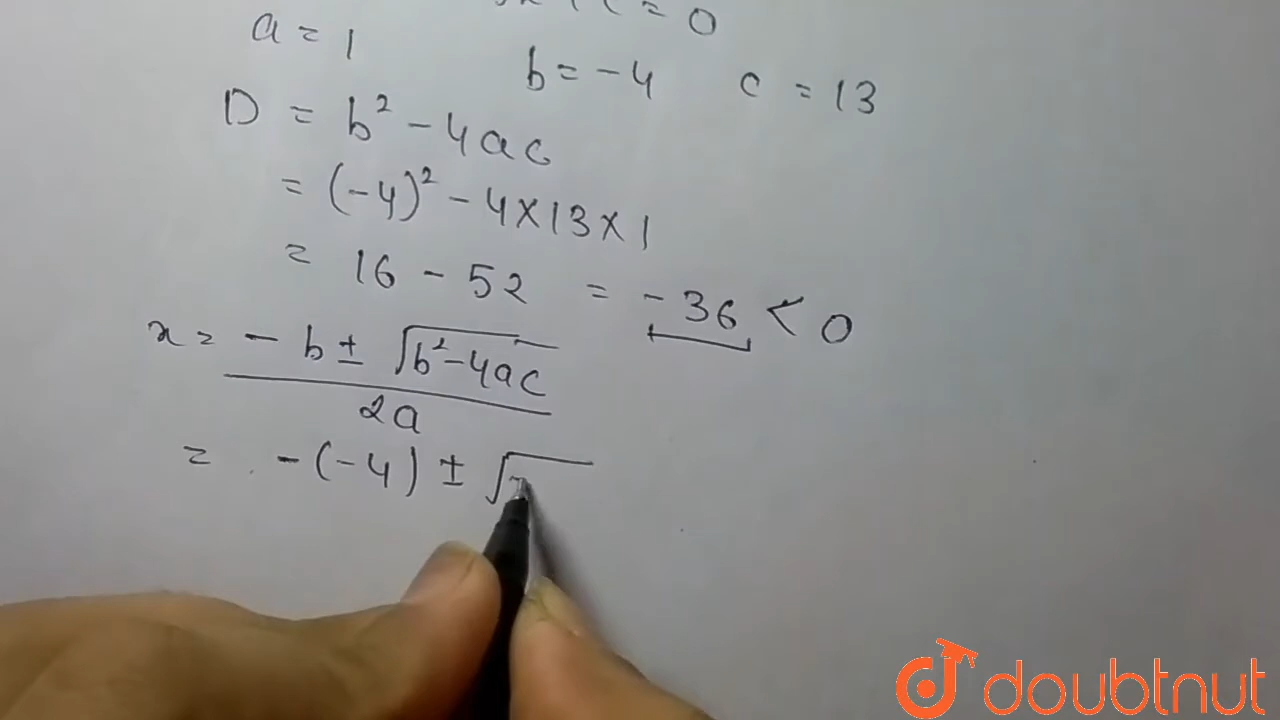 = 0
a = 1 b = -4 c = 13
D = b² - 4ac
= (-4)² - 4×13×1
= 16 - 52 = -36 < 0
x = -b ± √b²-4ac
2a
= -(-4) ± √
doubtnut